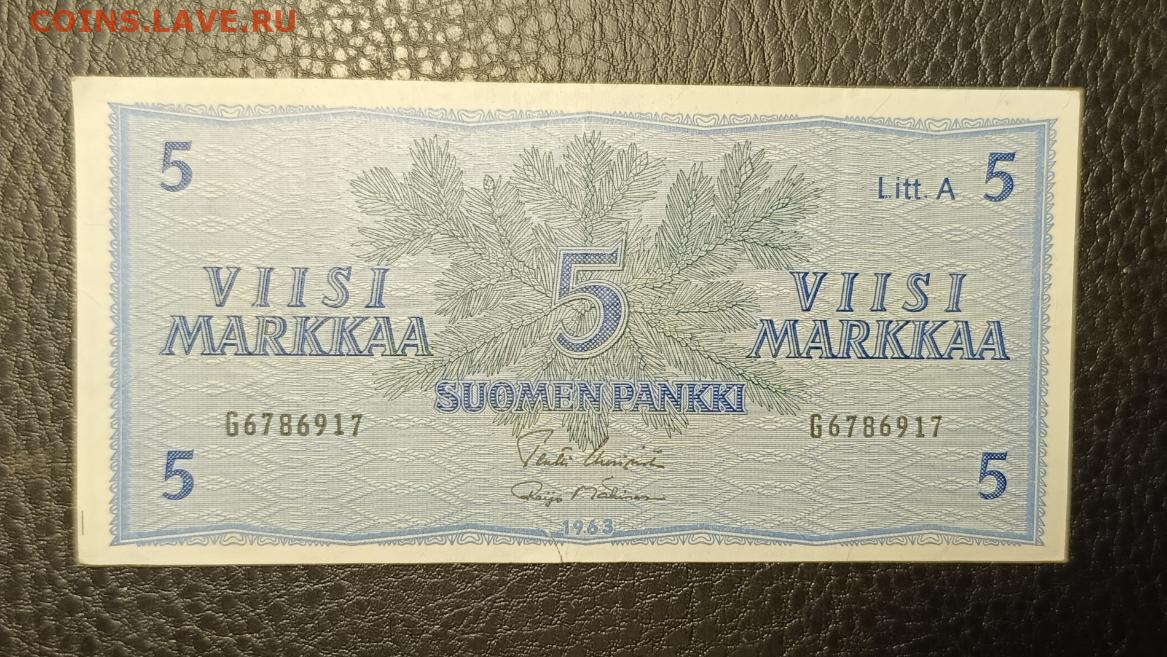 COINS.LAVE.RU
5
Litt. A 5
VIISI
MARKKAA
5
VIISI
MARKKAA
SUOMEN PANKKI
G6786917
G6786917
5
5
1963